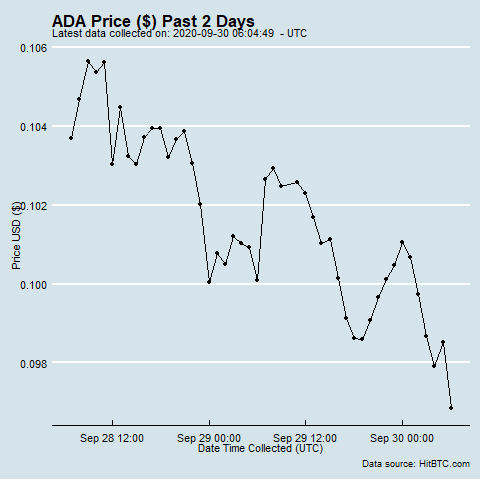 ADA Price ($) Past 2 Days
Latest data collected on: 2020-09-30 06:04:49  - UTC
0.106
0.104
0.102
0.100
0.098
Price USD ($)
Sep 28 12:00
Sep 29 00:00
Sep 29 12:00
Sep 30 00:00
Date Time Collected (UTC)
Data source: HitBTC.com